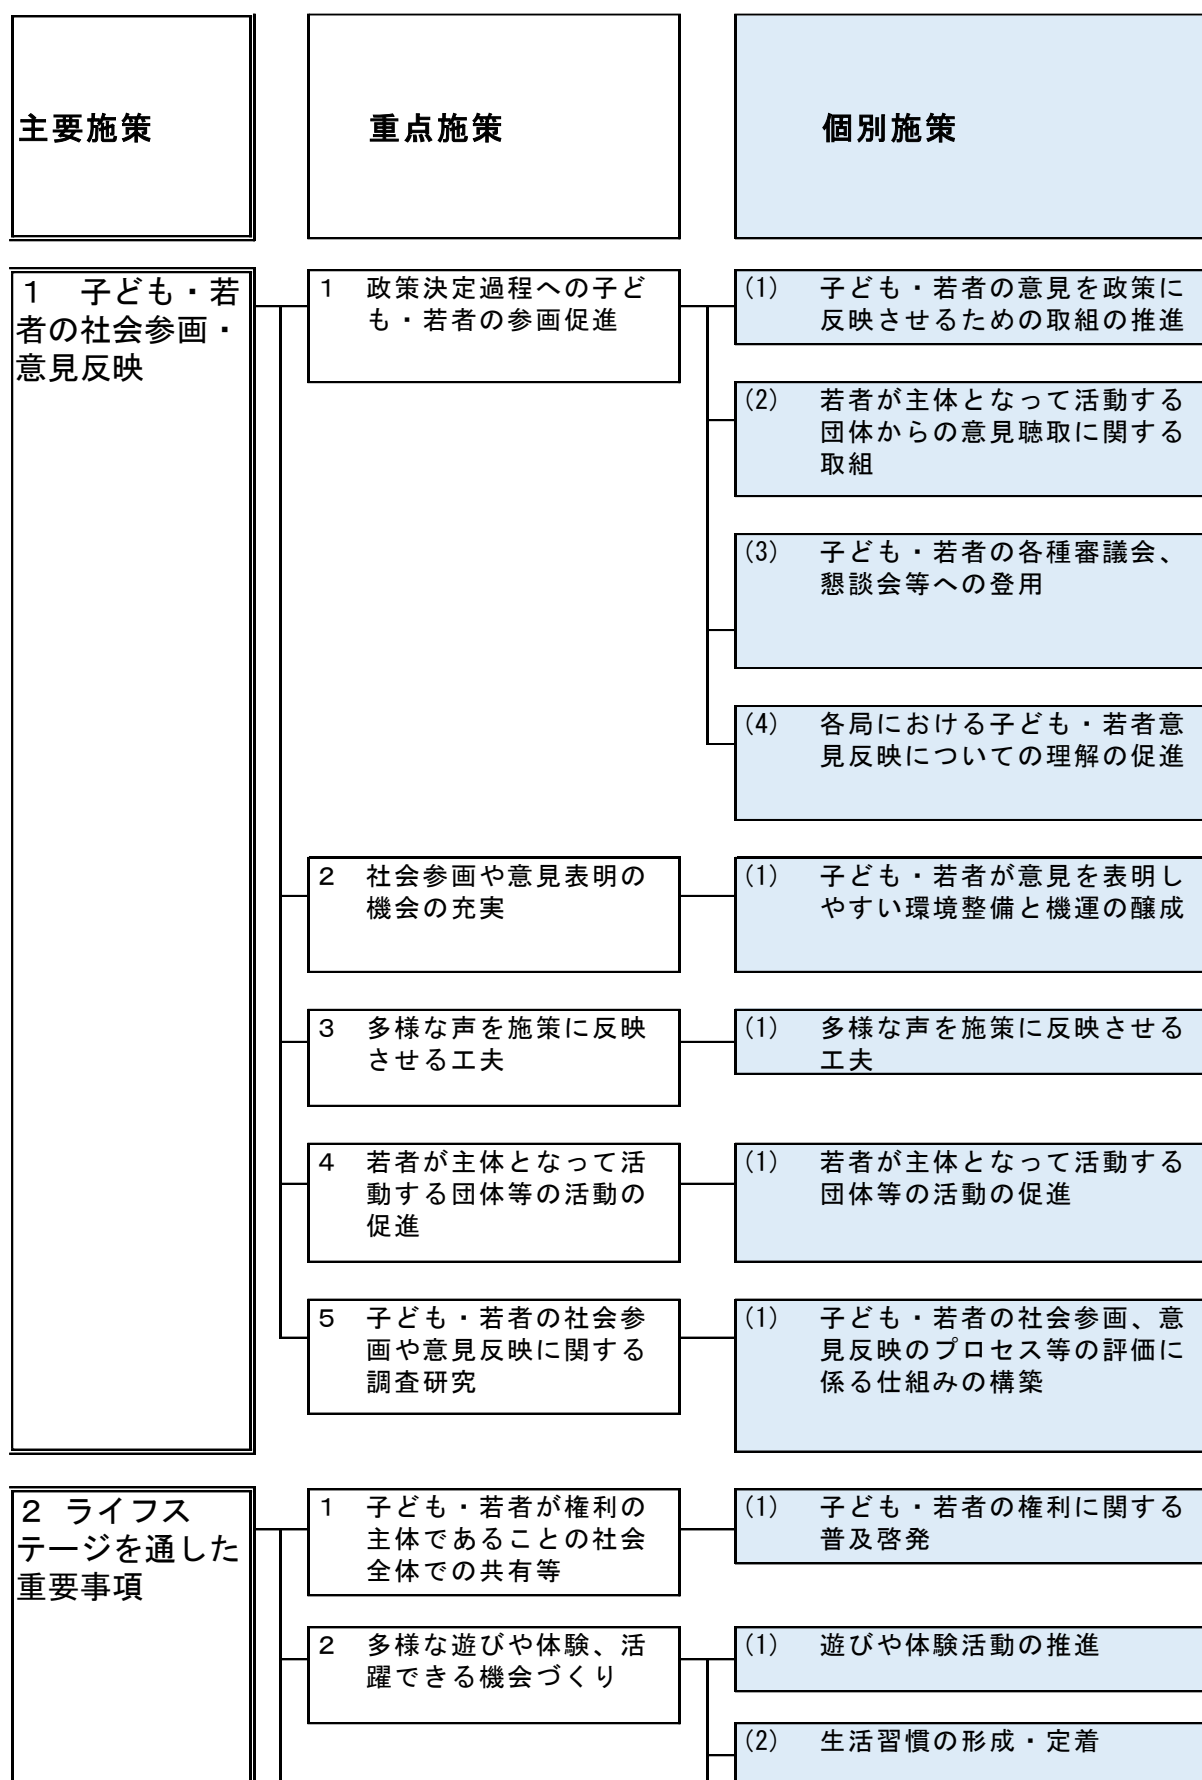 主要施策
重点施策
個別施策
1　子ども・若
者の社会参画・
意見反映
1　政策決定過程への子ど
も・若者の参画促進
(1)　子ども・若者の意見を政策に
反映させるための取組の推進
(2)　若者が主体となって活動する
団体からの意見聴取に関する
取組
(3)　子ども・若者の各種審議会、
懇談会等への登用
(4)　各局における子ども・若者意
見反映についての理解の促進
2　社会参画や意見表明の
機会の充実
(1)　子ども・若者が意見を表明し
やすい環境整備と機運の醸成
3　多様な声を施策に反映
させる工夫
(1)　多様な声を施策に反映させる
工夫
4　若者が主体となって活
動する団体等の活動の
促進
(1)　若者が主体となって活動する
団体等の活動の促進
5　子ども・若者の社会参
画や意見反映に関する
調査研究
(1)　子ども・若者の社会参画、意
見反映のプロセス等の評価に
係る仕組みの構築
2　ライフス
テージを通した
重要事項
1　子ども・若者が権利の
主体であることの社会
全体での共有等
(1)　子ども・若者の権利に関する
普及啓発
2　多様な遊びや体験、活
躍できる機会づくり
(1)　遊びや体験活動の推進
(2)　生活習慣の形成・定着